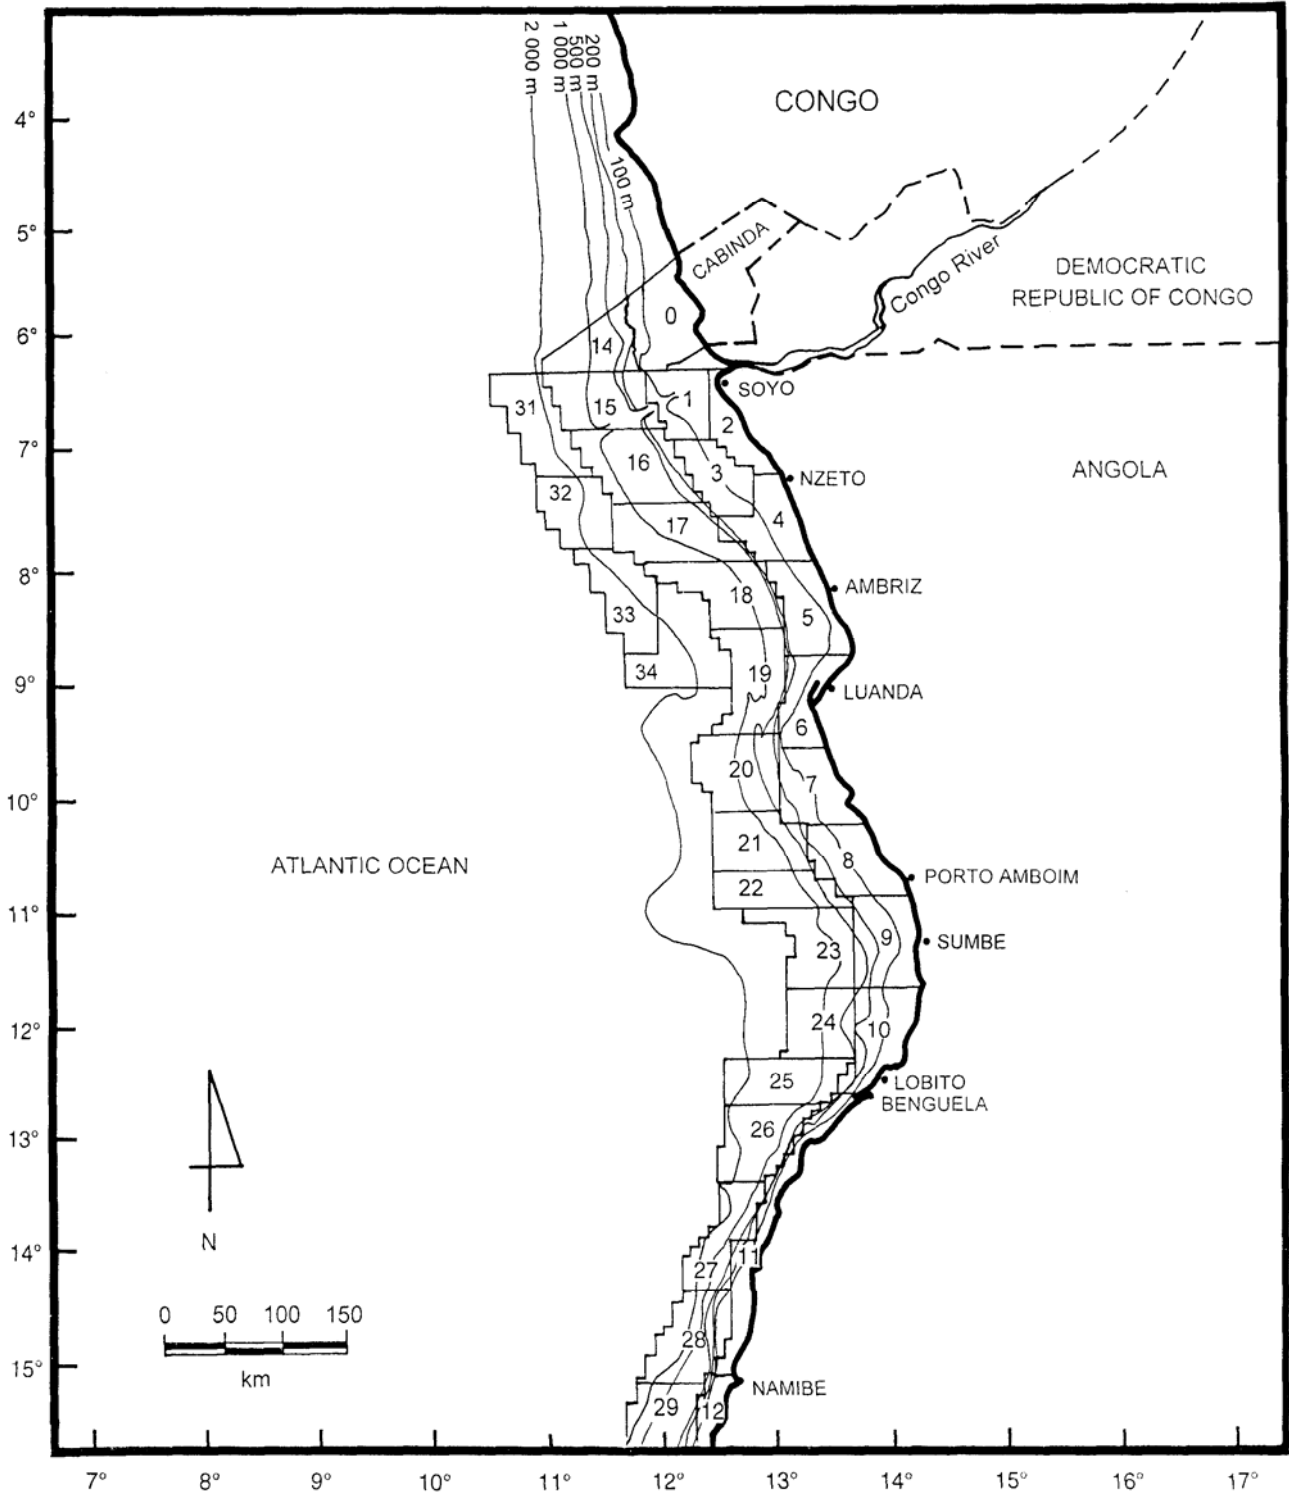 2 000 m
1 000 m
500 m
200 m
100 m
CONGO
4°
5°
CABINDA
Congo River
DEMOCRATIC
REPUBLIC OF CONGO
0
6°
14
SOYO
31
15
1
2
7°
16
3
NZETO
ANGOLA
32
17
4
8°
18
AMBRIZ
33
5
34
19
9°
LUANDA
6
20
7
10°
21
8
ATLANTIC OCEAN
22
PORTO AMBOIM
11°
23
9
SUMBE
24
10
12°
25
LOBITO
BENGUELA
26
13°
N
14°
27
11
0 50 100 150
km
28
15°
NAMIBE
29
12
7° 8° 9° 10° 11° 12° 13° 14° 15° 16° 17°